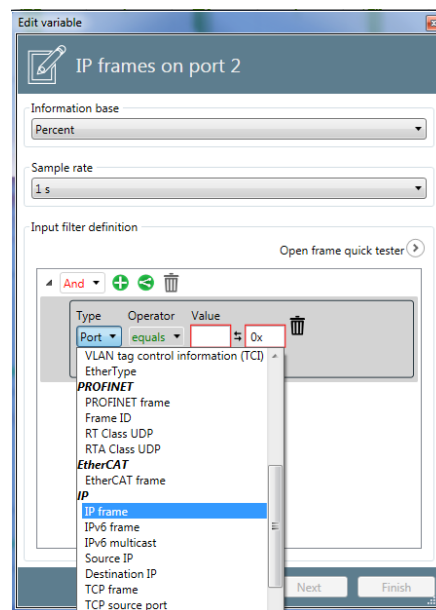 Edit variable
IP frames on port 2
Information base
Percent
Sample rate
1 s
Input filter definition
Open frame quick tester
And
Type Operator Value
Port equals 0x
VLAN tag control information (TCI)
EtherType
PROFINET
PROFINET frame
Frame ID
RT Class UDP
RTA Class UDP
EtherCAT
EtherCAT frame
IP
IP frame
IPv6 frame
IPv6 multicast
Source IP
Destination IP
TCP frame
TCP source port
Next Finish